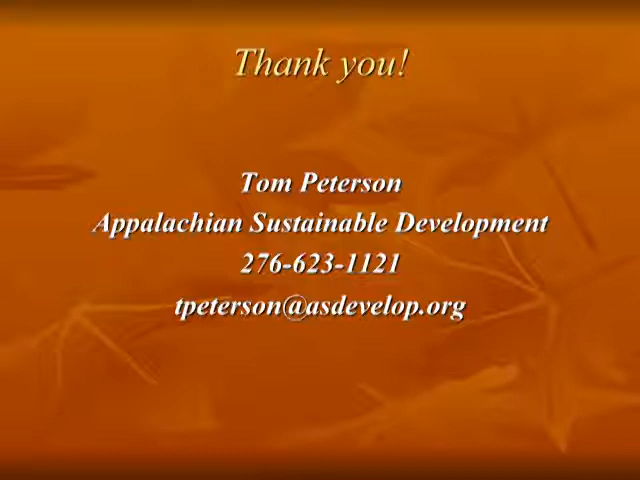 Thank you!
Tom Peterson
Appalachian Sustainable Development
276-623-1121
tpeterson@asdevelop.org